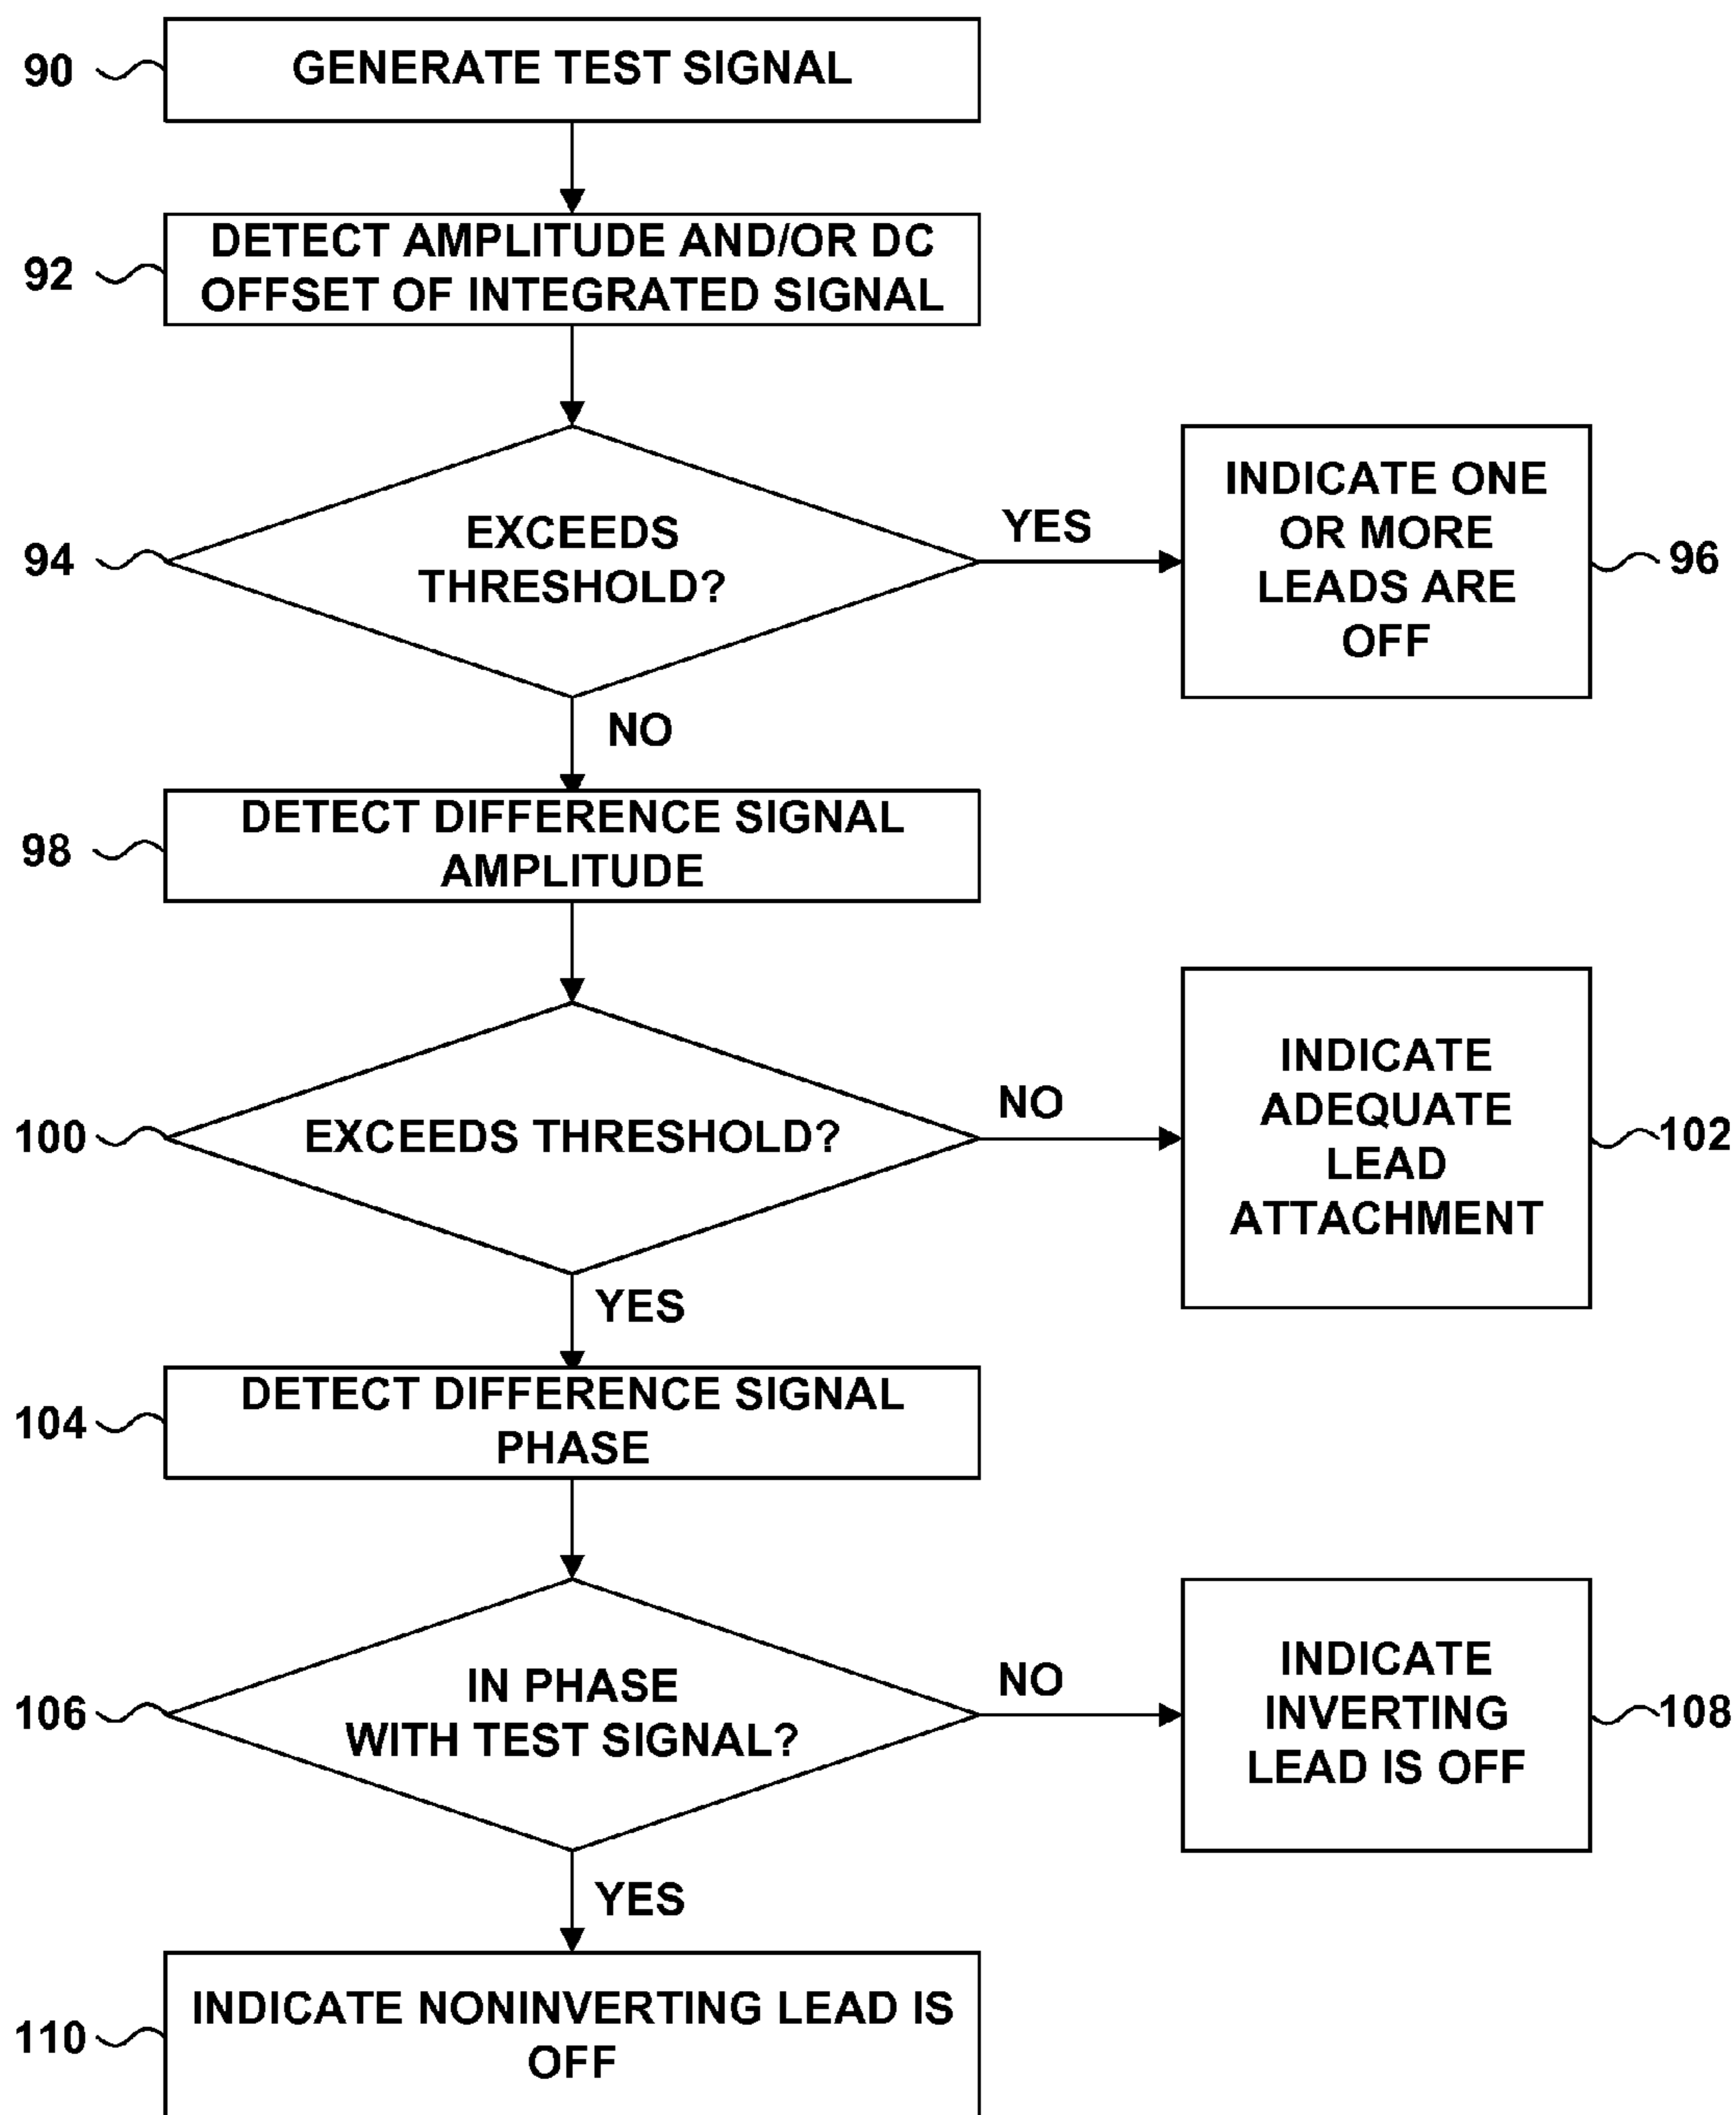 90
GENERATE TEST SIGNAL
92
DETECT AMPLITUDE AND/OR DC
OFFSET OF INTEGRATED SIGNAL
94
EXCEEDS
THRESHOLD?
YES
INDICATE ONE
OR MORE
LEADS ARE
OFF
96
NO
98
DETECT DIFFERENCE SIGNAL
AMPLITUDE
100
EXCEEDS THRESHOLD?
NO
INDICATE
ADEQUATE
LEAD
ATTACHMENT
102
YES
104
DETECT DIFFERENCE SIGNAL
PHASE
106
IN PHASE
WITH TEST SIGNAL?
NO
INDICATE
INVERTING
LEAD IS OFF
108
YES
110
INDICATE NONINVERTING LEAD IS
OFF